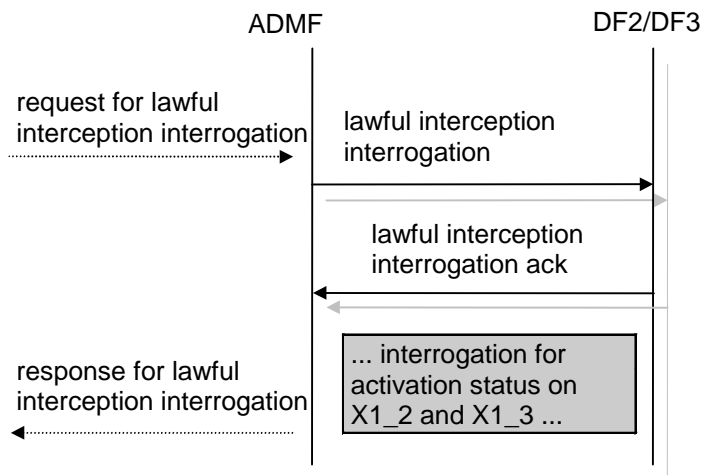 ADMF
DF2/DF3
request for lawful
interception interrogation
lawful interception
interrogation
lawful interception
interrogation ack
... interrogation for
activation status on
X1_2 and X1_3 ...
response for lawful
interception interrogation